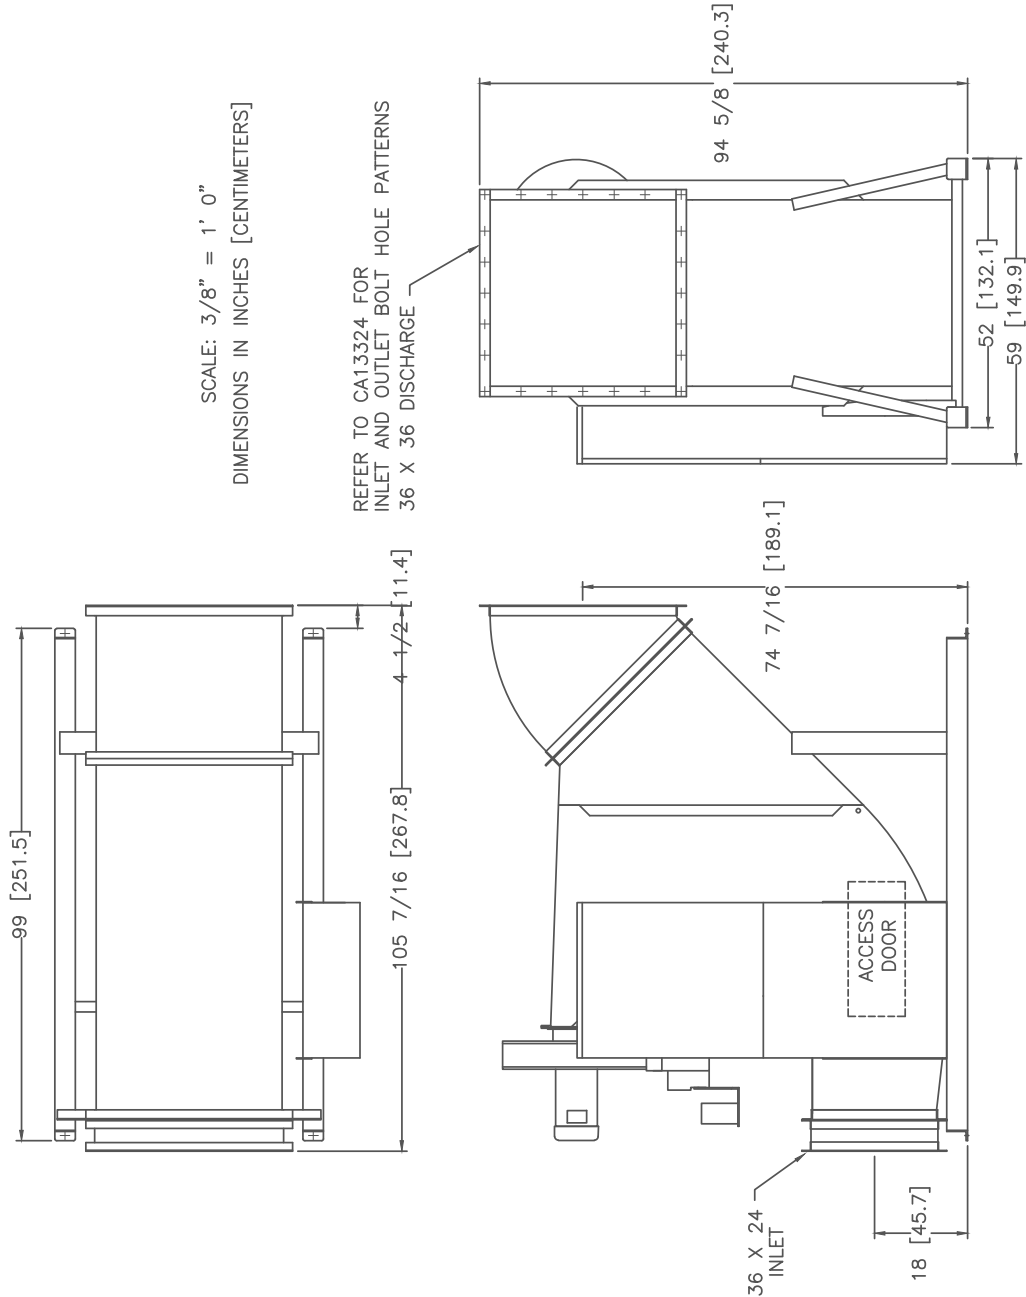 99 [251.5]
4 1/2 [11.4]
105 7/16 [267.8]
SCALE: 3/8" = 1' 0"
DIMENSIONS IN INCHES [CENTIMETERS]
REFER TO CA13324 FOR
INLET AND OUTLET BOLT HOLE PATTERNS
36 X 36 DISCHARGE
36 X 24
INLET
18 [45.7]
ACCESS
DOOR
74 7/16 [189.1]
94 5/8 [240.3]
52 [132.1]
59 [149.9]